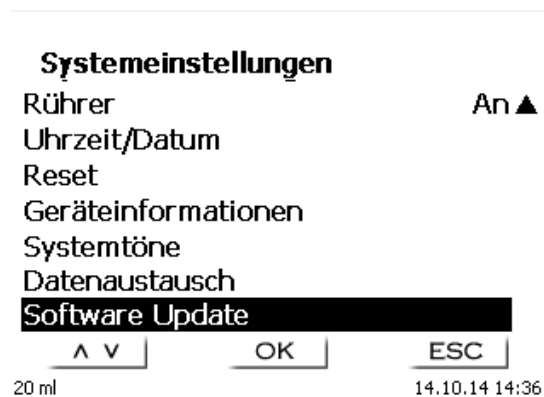 Systemeinstellungen
Rührer An ▲
Uhrzeit/Datum
Reset
Geräteinformationen
Systemtöne
Datenaustausch
Software Update
∧ ∨ OK ESC
20 ml 14.10.14 14:36